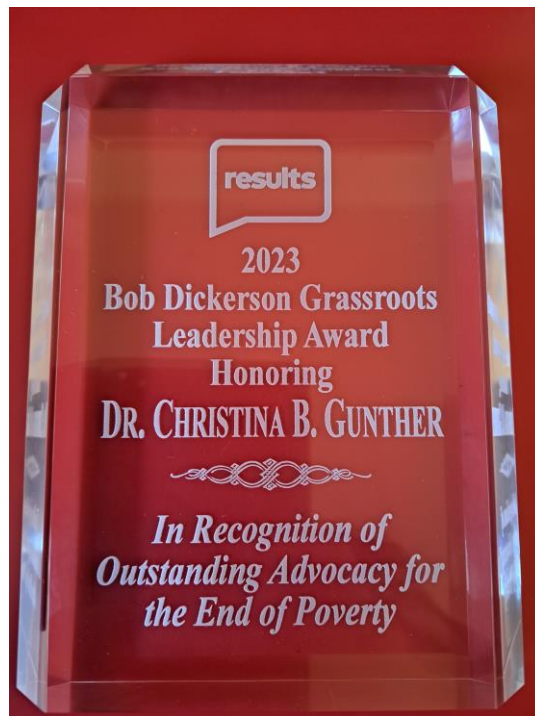 results
2023
Bob Dickerson Grassroots
Leadership Award
Honoring
DR. CHRISTINA B. GUNTHER
In Recognition of
Outstanding Advocacy for
the End of Poverty